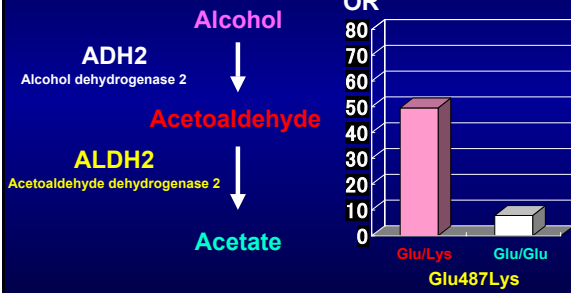 Alcohol
ADH2
Alcohol dehydrogenase 2
Acetoaldehyde
ALDH2
Acetoaldehyde dehydrogenase 2
Acetate
OR
80
70
60
50
40
30
20
10
0
Glu/Lys Glu/Glu
Glu487Lys